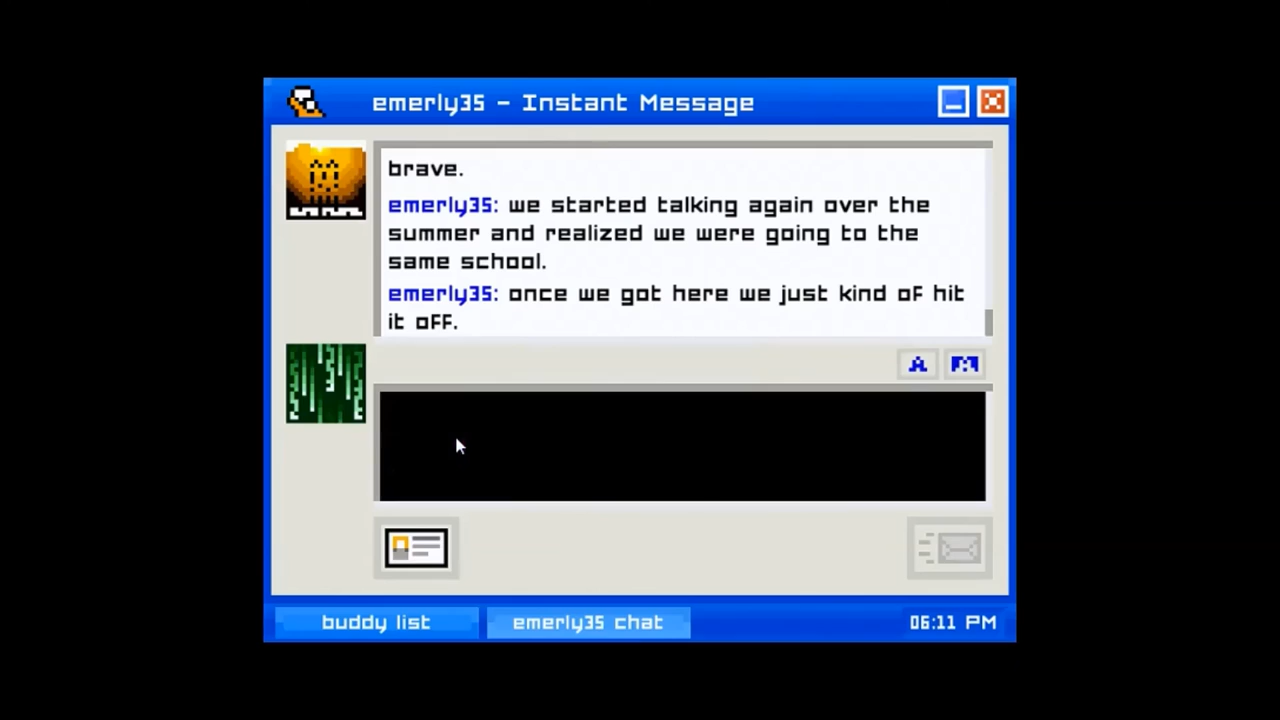 emerly35 - Instant Message
brave.
emerly35: we started talking again over the
summer and realized we were going to the
same school.
emerly35: once we got here we just kind of hit
it off.
A
buddy list
emerly35 chat
06:11 PM